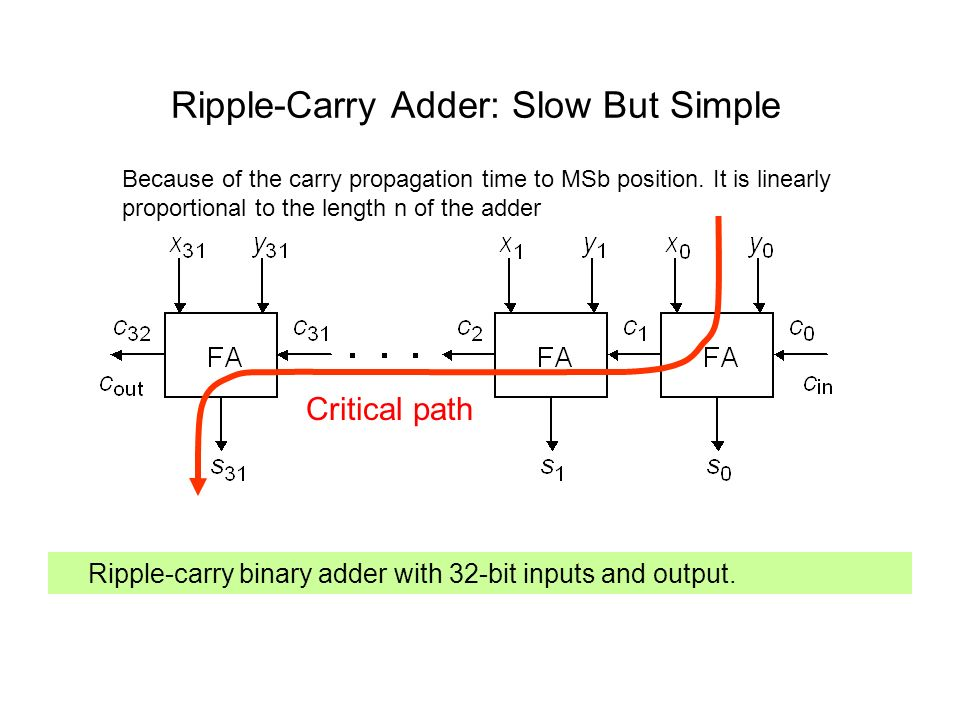 Ripple-Carry Adder: Slow But Simple
Because of the carry propagation time to MSb position. It is linearly
proportional to the length n of the adder
x31 y31 x1 y1 x0 y0
c32 c31 c2 c1 c0
FA . . . FA FA
cout cin
Critical path
s31 s1 s0
Ripple-carry binary adder with 32-bit inputs and output.